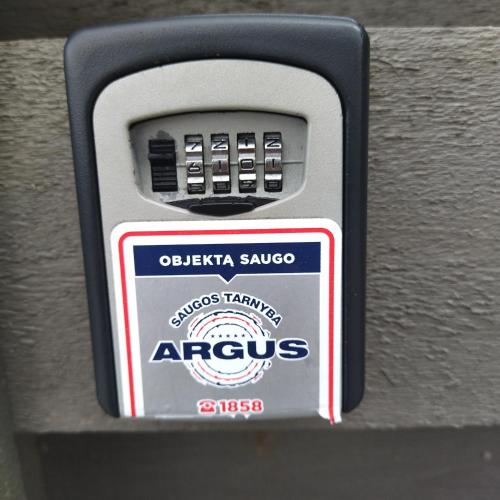 OBJEKTĄ SAUGO
SAUGOS TARNYBA
ARGUS
☎1858